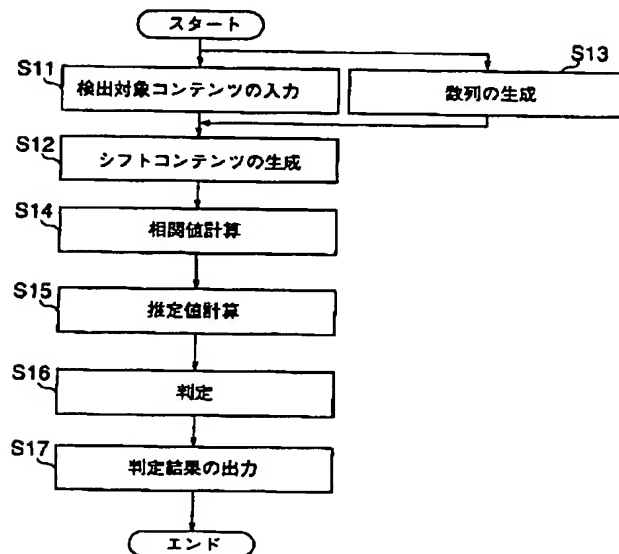 スタート
S11
検出対象コンテンツの入力
S13
数列の生成
S12
シフトコンテンツの生成
S14
相関値計算
S15
推定値計算
S16
判定
S17
判定結果の出力
エンド